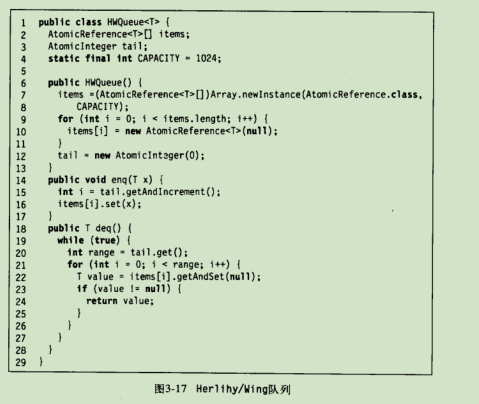 1 public class HWQueue<T> {
2 AtomicReference<T>[] items;
3 AtomicInteger tail;
4 static final int CAPACITY = 1024;
5
6 public HWQueue() {
7 items =(AtomicReference<T>[])Array.newInstance(AtomicReference.class,
8 CAPACITY);
9 for (int i = 0; i < items.length; i++) {
10 items[i] = new AtomicReference<T>(null);
11 }
12 tail = new AtomicInteger(0);
13 }
14 public void enq(T x) {
15 int i = tail.getAndIncrement();
16 items[i].set(x);
17 }
18 public T deq() {
19 while (true) {
20 int range = tail.get();
21 for (int i = 0; i < range; i++) {
22 T value = items[i].getAndSet(null);
23 if (value != null) {
24 return value;
25 }
26 }
27 }
28 }
29 }
图3-17 Herlihy/Wing队列